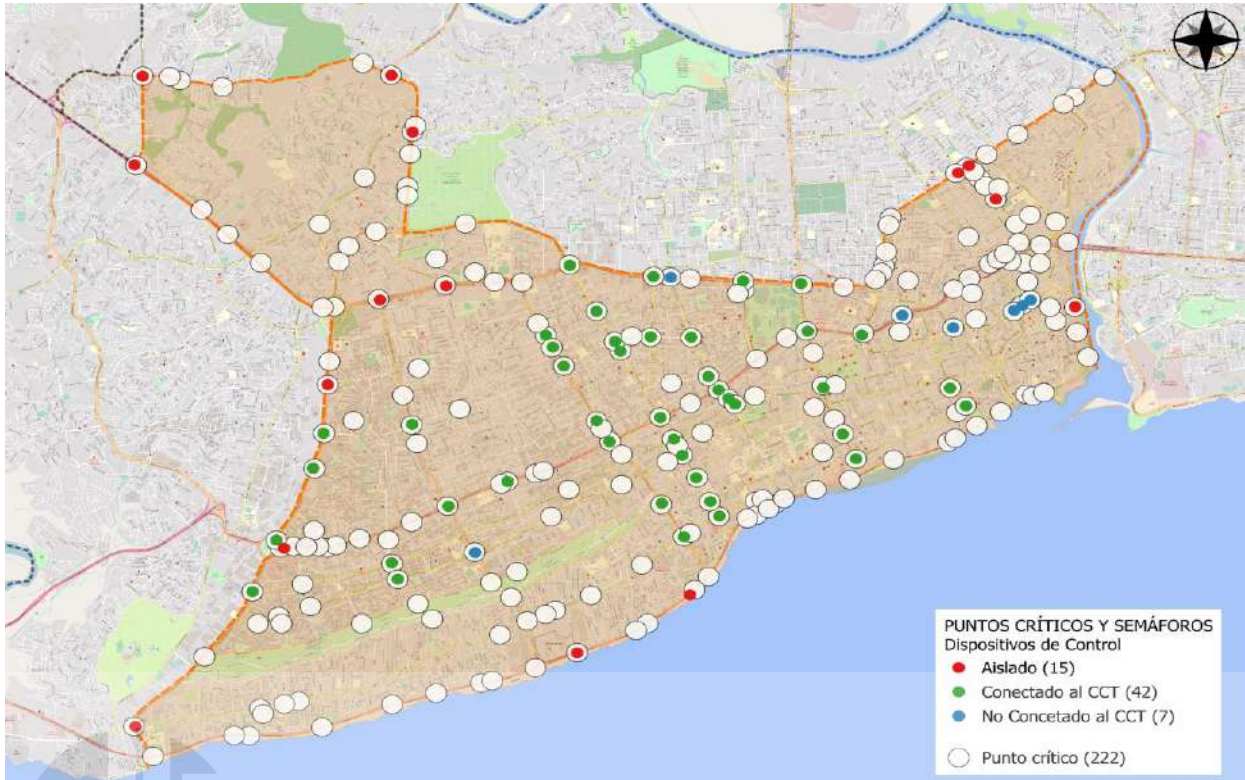 PUNTOS CRÍTICOS Y SEMÁFOROS
Dispositivos de Control
Aislado (15)
Conectado al CCT (42)
No Concetado al CCT (7)
Punto crítico (222)